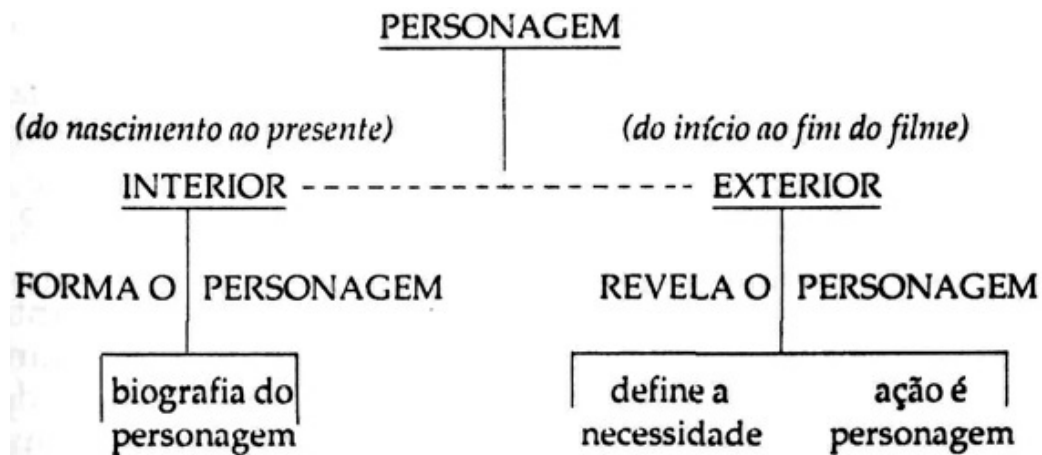 PERSONAGEM
(do nascimento ao presente)
(do início ao fim do filme)
INTERIOR
EXTERIOR
FORMA O PERSONAGEM
REVELA O PERSONAGEM
biografia do
personagem
define a
necessidade
ação é
personagem